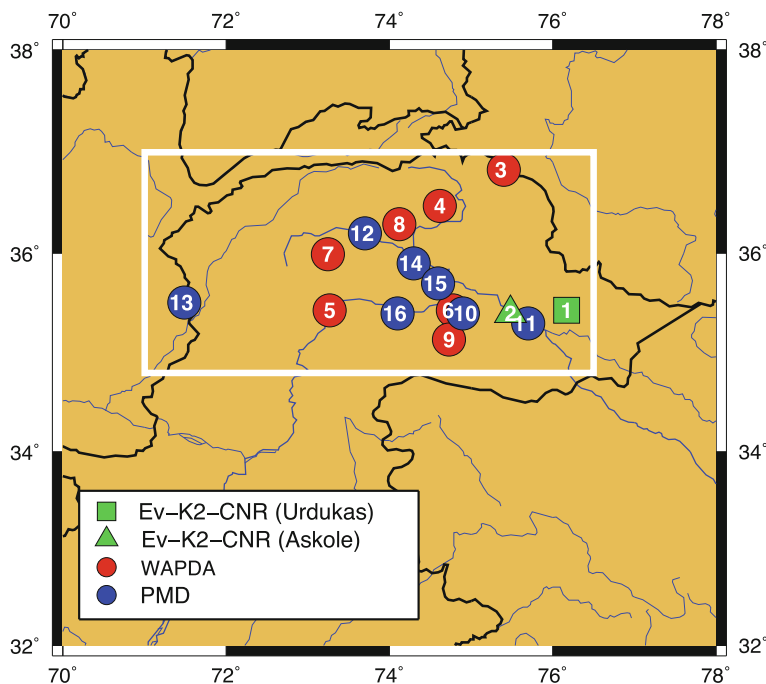 70° 72° 74° 76° 78°
38° 38°
3
4
8
12
7 36° 36°
14
15
13
5 16 6 10 2 11 1
9
34° 34°
Ev−K2−CNR (Urdukas)
Ev−K2−CNR (Askole)
WAPDA
PMD
32° 32°
70° 72° 74° 76° 78°